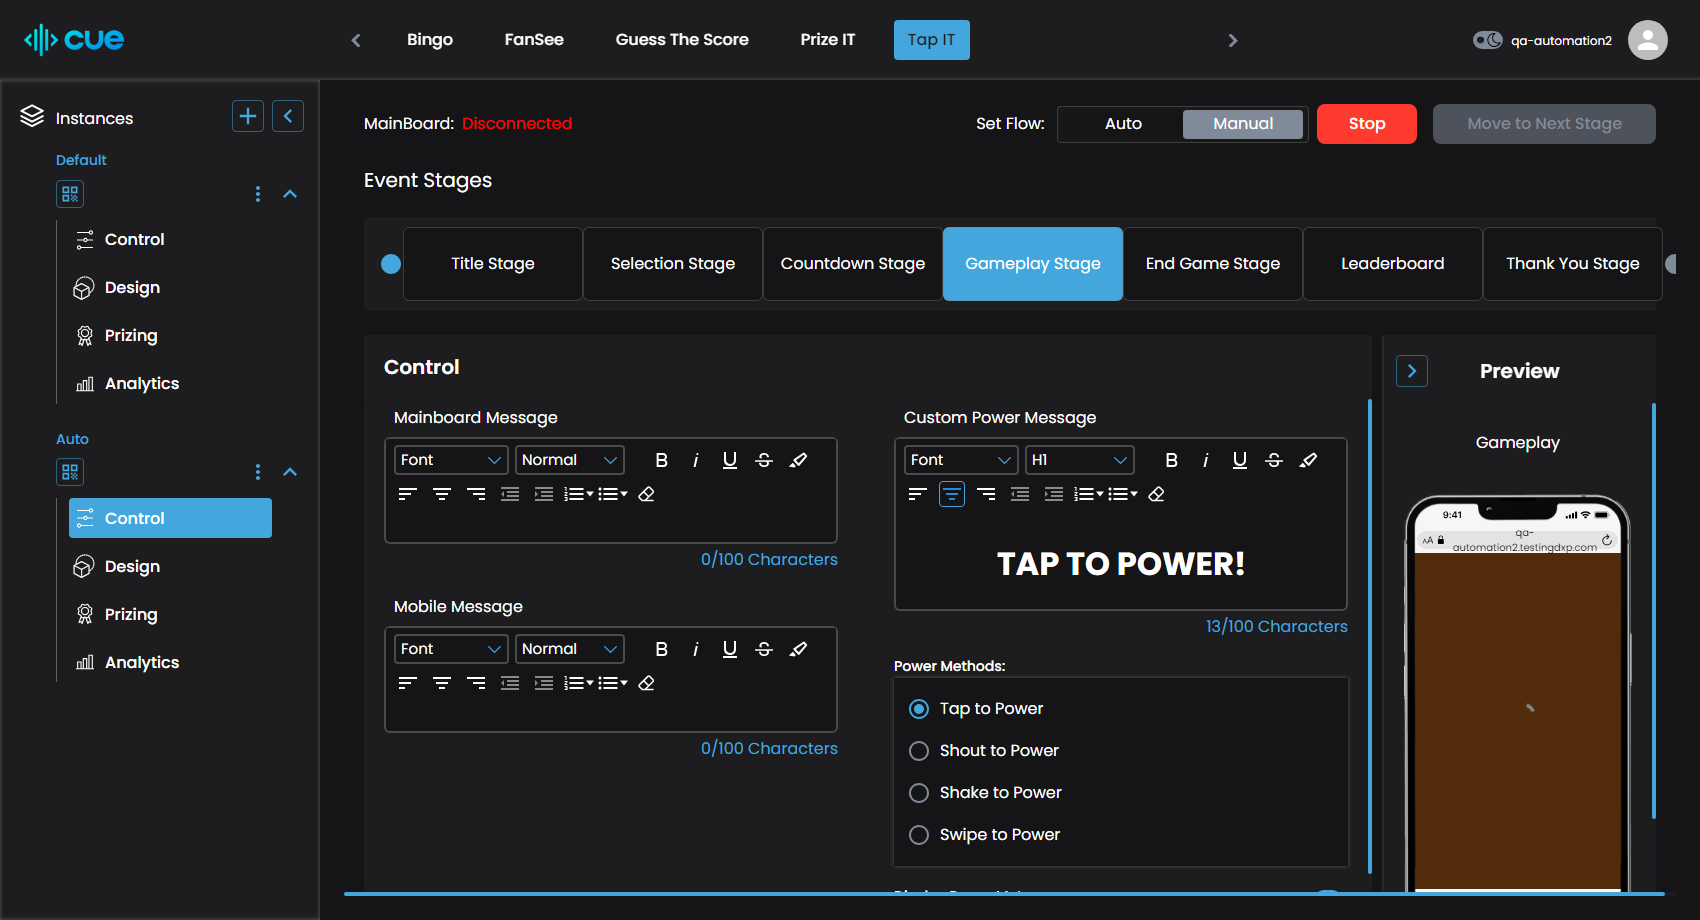 cue
Bingo
FanSee
Guess The Score
Prize IT
Tap IT
qa-automation2
Instances
Default
Control
Design
Prizing
Analytics
Auto
Control
Design
Prizing
Analytics
MainBoard: Disconnected
Set Flow:
Auto
Manual
Stop
Move to Next Stage
Event Stages
Title Stage
Selection Stage
Countdown Stage
Gameplay Stage
End Game Stage
Leaderboard
Thank You Stage
Control
Mainboard Message
Font
Normal
B i U S
0/100 Characters
Mobile Message
Font
Normal
B i U S
0/100 Characters
Custom Power Message
Font
H1
B i U S
TAP TO POWER!
13/100 Characters
Power Methods:
Tap to Power
Shout to Power
Shake to Power
Swipe to Power
Preview
Gameplay
9:41
AA
qa-
automation2.testingdxp.com